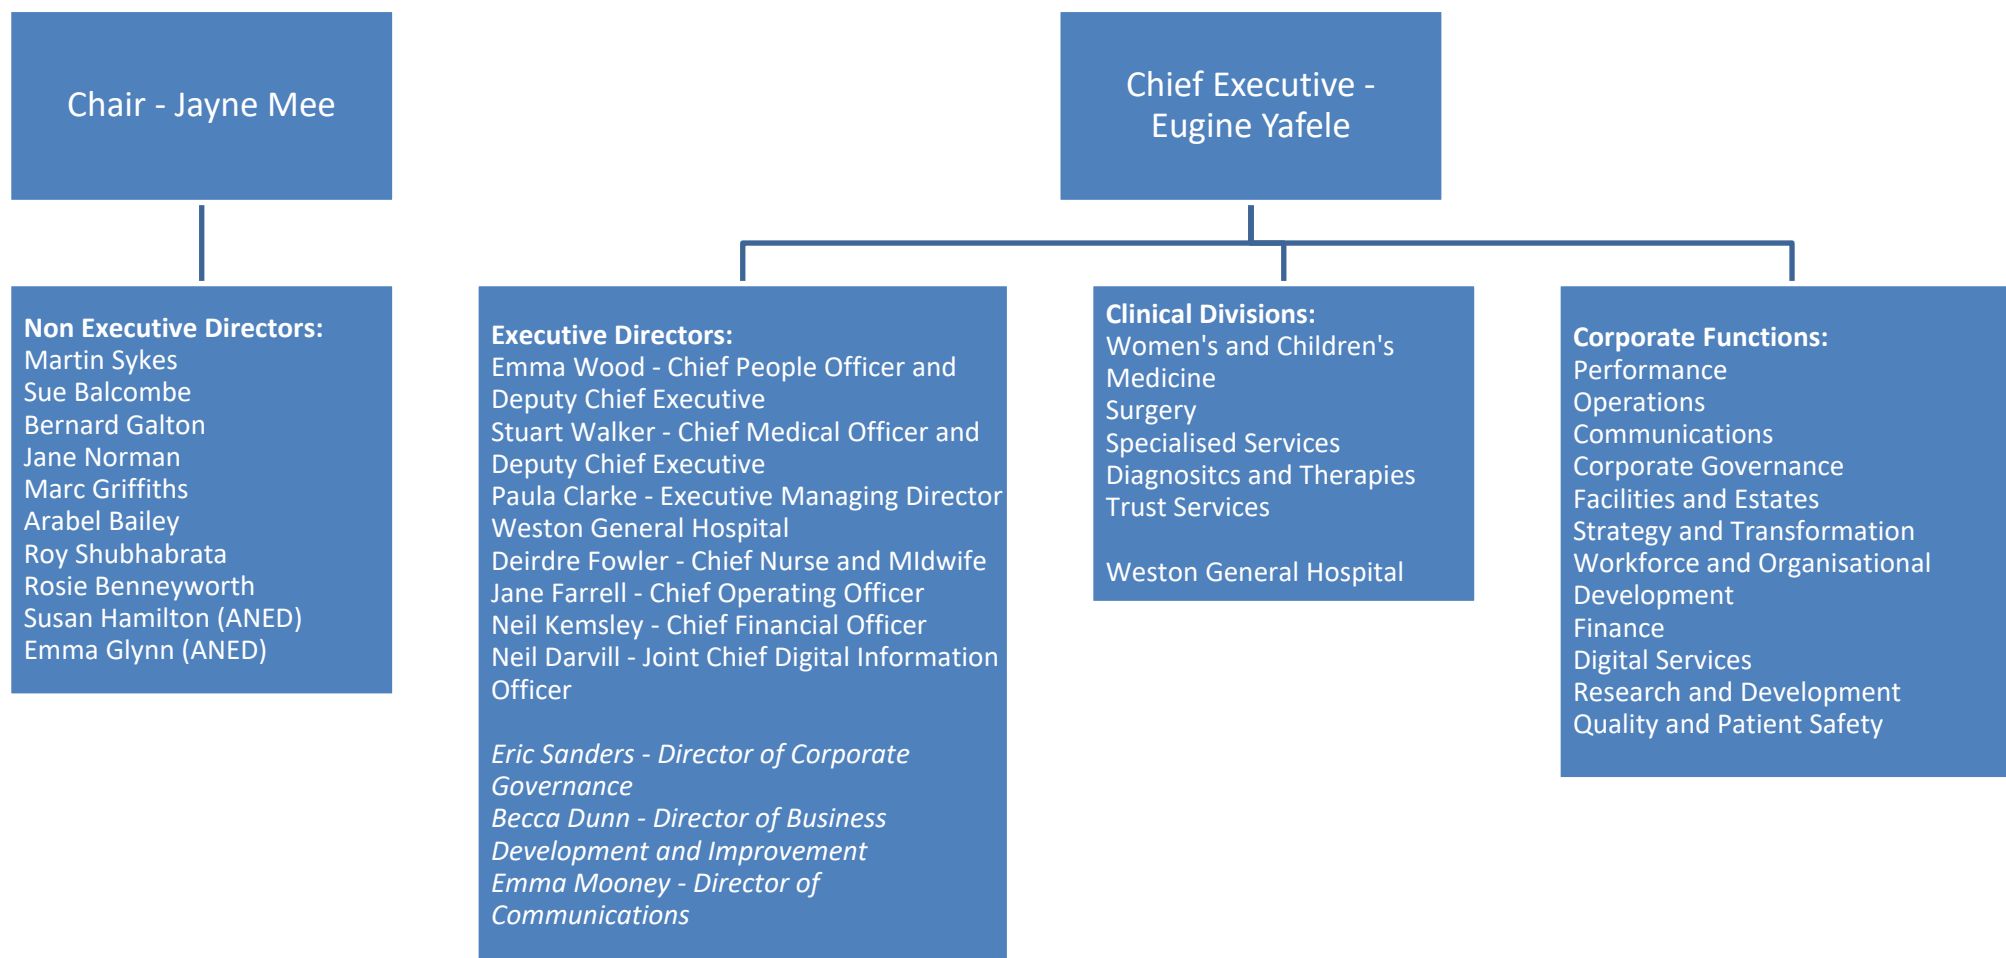 Chair - Jayne Mee
Chief Executive -
Eugine Yafele
Non Executive Directors:
Martin Sykes
Sue Balcombe
Bernard Galton
Jane Norman
Marc Griffiths
Arabel Bailey
Roy Shubhabrata
Rosie Benneyworth
Susan Hamilton (ANED)
Emma Glynn (ANED)
Executive Directors:
Emma Wood - Chief People Officer and
Deputy Chief Executive
Stuart Walker - Chief Medical Officer and
Deputy Chief Executive
Paula Clarke - Executive Managing Director
Weston General Hospital
Deirdre Fowler - Chief Nurse and MIdwife
Jane Farrell - Chief Operating Officer
Neil Kemsley - Chief Financial Officer
Neil Darvill - Joint Chief Digital Information
Officer
Eric Sanders - Director of Corporate
Governance
Becca Dunn - Director of Business
Development and Improvement
Emma Mooney - Director of
Communications
Clinical Divisions:
Women's and Children's
Medicine
Surgery
Specialised Services
Diagnositcs and Therapies
Trust Services
Weston General Hospital
Corporate Functions:
Performance
Operations
Communications
Corporate Governance
Facilities and Estates
Strategy and Transformation
Workforce and Organisational
Development
Finance
Digital Services
Research and Development
Quality and Patient Safety